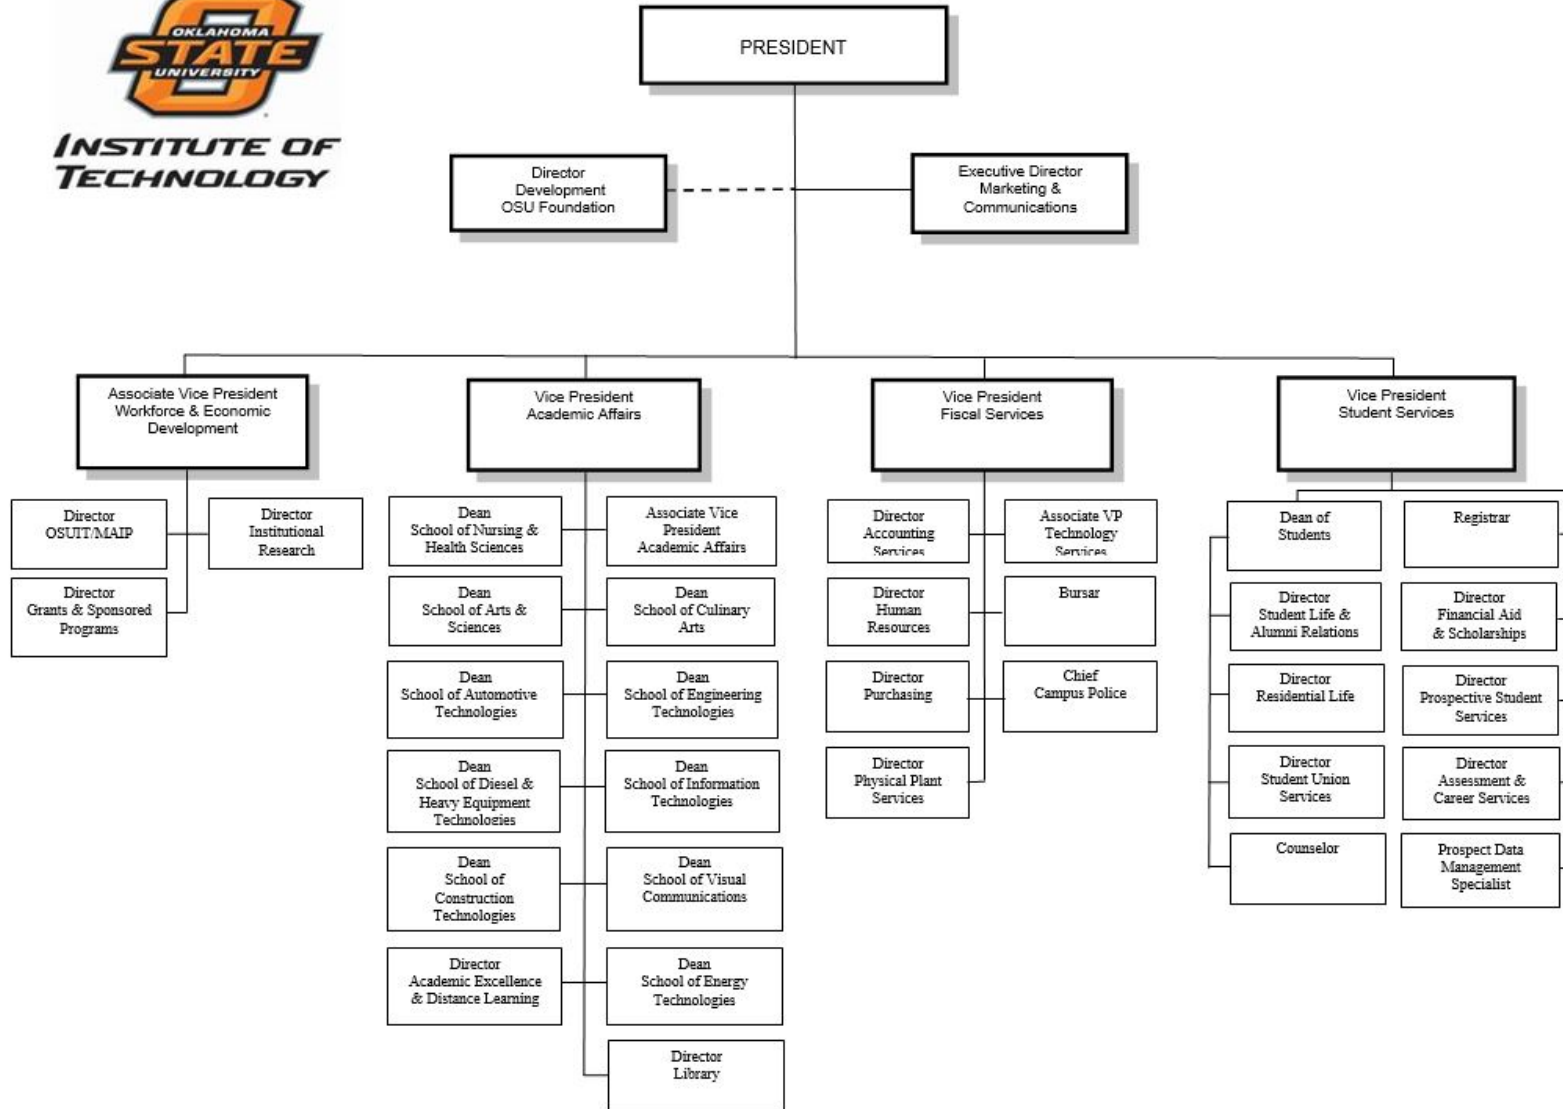 OKLAHOMA
STATE
UNIVERSITY
INSTITUTE OF
TECHNOLOGY
PRESIDENT
Director
Development
OSU Foundation
Executive Director
Marketing &
Communications
Associate Vice President
Workforce & Economic
Development
Vice President
Academic Affairs
Vice President
Fiscal Services
Vice President
Student Services
Director
OSUIT/MAIP
Director
Institutional
Research
Director
Grants & Sponsored
Programs
Dean
School of Nursing &
Health Sciences
Associate Vice
President
Academic Affairs
Dean
School of Arts &
Sciences
Dean
School of Culinary
Arts
Dean
School of Automotive
Technologies
Dean
School of Engineering
Technologies
Dean
School of Diesel &
Heavy Equipment
Technologies
Dean
School of Information
Technologies
Dean
School of
Construction
Technologies
Dean
School of Visual
Communications
Director
Academic Excellence
& Distance Learning
Dean
School of Energy
Technologies
Director
Library
Director
Accounting
Services
Associate VP
Technology
Services
Director
Human
Resources
Bursar
Director
Purchasing
Chief
Campus Police
Director
Physical Plant
Services
Dean of
Students
Registrar
Director
Student Life &
Alumni Relations
Director
Financial Aid
& Scholarships
Director
Residential Life
Director
Prospective Student
Services
Director
Student Union
Services
Director
Assessment &
Career Services
Counselor
Prospect Data
Management
Specialist